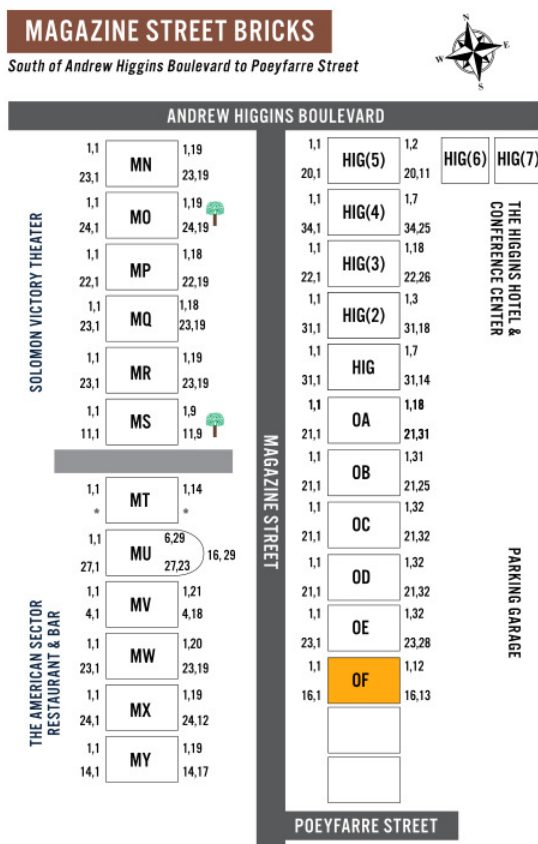 MAGAZINE STREET BRICKS
South of Andrew Higgins Boulevard to Poeyfarre Street
N
W E
S
ANDREW HIGGINS BOULEVARD
SOLOMON VICTORY THEATER
1,1 MN 1,19
23,1 23,19
1,1 MO 1,19
24,1 24,19
1,1 MP 1,18
22,1 22,19
1,1 MQ 1,18
23,1 23,19
1,1 MR 1,19
23,1 23,19
1,1 MS 1,9
11,1 11,9
THE AMERICAN SECTOR
RESTAURANT & BAR
1,1 MT 1,14
* *
1,1 MU 6,29
16, 29
27,1 27,23
1,1 MV 1,21
4,1 4,18
1,1 MW 1,20
23,1 23,19
1,1 MX 1,19
24,1 24,12
1,1 MY 1,19
14,1 14,17
MAGAZINE STREET
1,1 HIG(5) 1,2
20,1 20,11
HIG(6) HIG(7)
1,1 HIG(4) 1,7
34,1 34,25
1,1 HIG(3) 1,18
22,1 22,26
1,1 HIG(2) 1,3
31,1 31,18
1,1 HIG 1,7
31,1 31,14
1,1 OA 1,18
21,1 21,31
1,1 OB 1,31
21,1 21,25
1,1 OC 1,32
21,1 21,32
1,1 OD 1,32
21,1 21,32
1,1 OE 1,32
23,1 23,28
1,1 OF 1,12
16,1 16,13
THE HIGGINS HOTEL &
CONFERENCE CENTER
PARKING GARAGE
POEYFARRE STREET